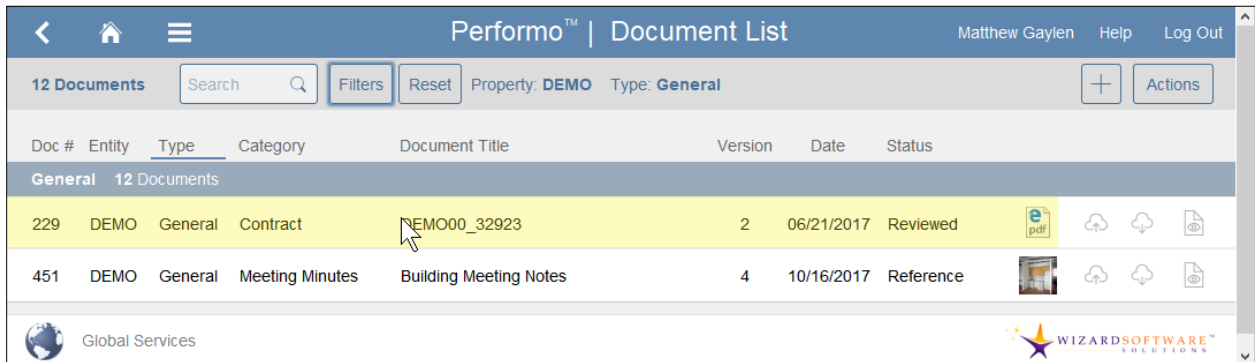 Performo™ | Document List Matthew Gaylen Help Log Out
12 Documents Search Filters Reset Property: DEMO Type: General + Actions
Doc # Entity Type Category Document Title Version Date Status
General 12 Documents
229 DEMO General Contract DEMO00_32923 2 06/21/2017 Reviewed e pdf
451 DEMO General Meeting Minutes Building Meeting Notes 4 10/16/2017 Reference
Global Services WIZARDSOFTWARE™
SOLUTIONS